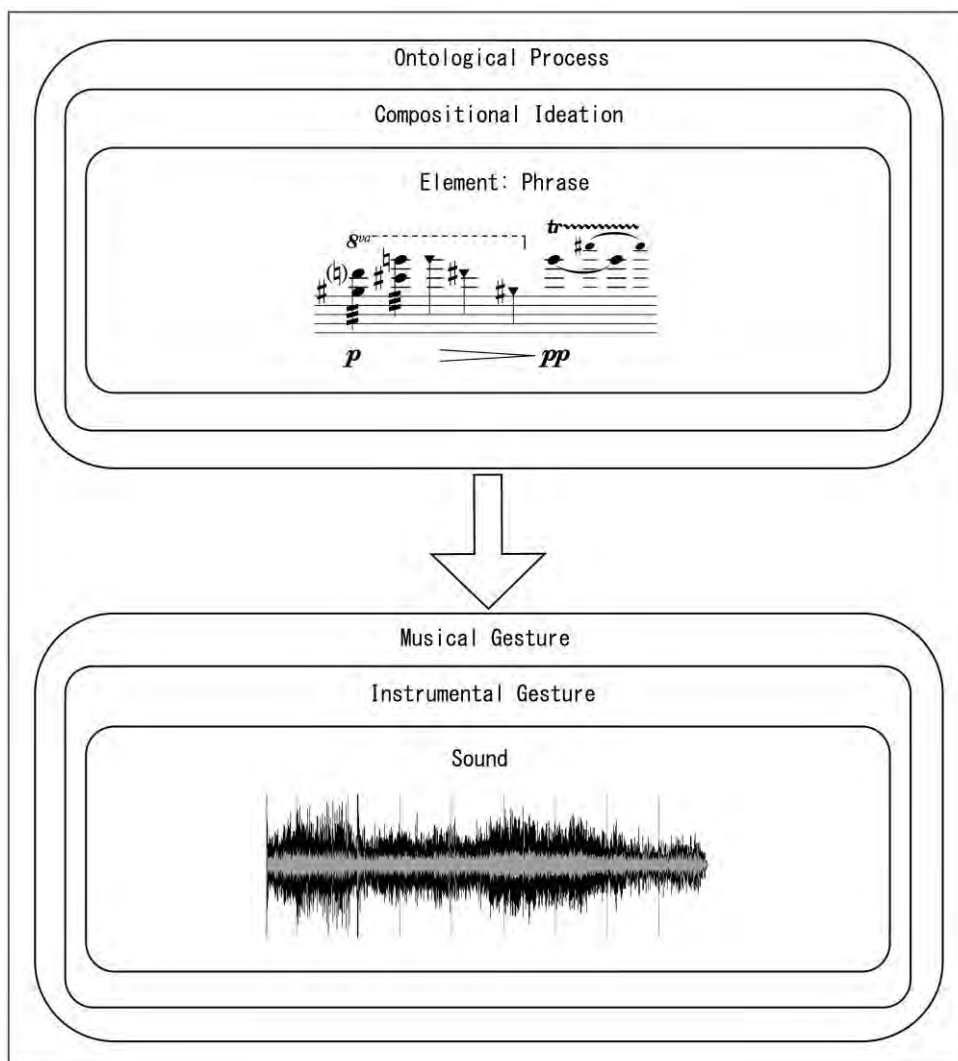 Ontological Process
Compositional Ideation
Element: Phrase
8va
tr
p
pp
Musical Gesture
Instrumental Gesture
Sound